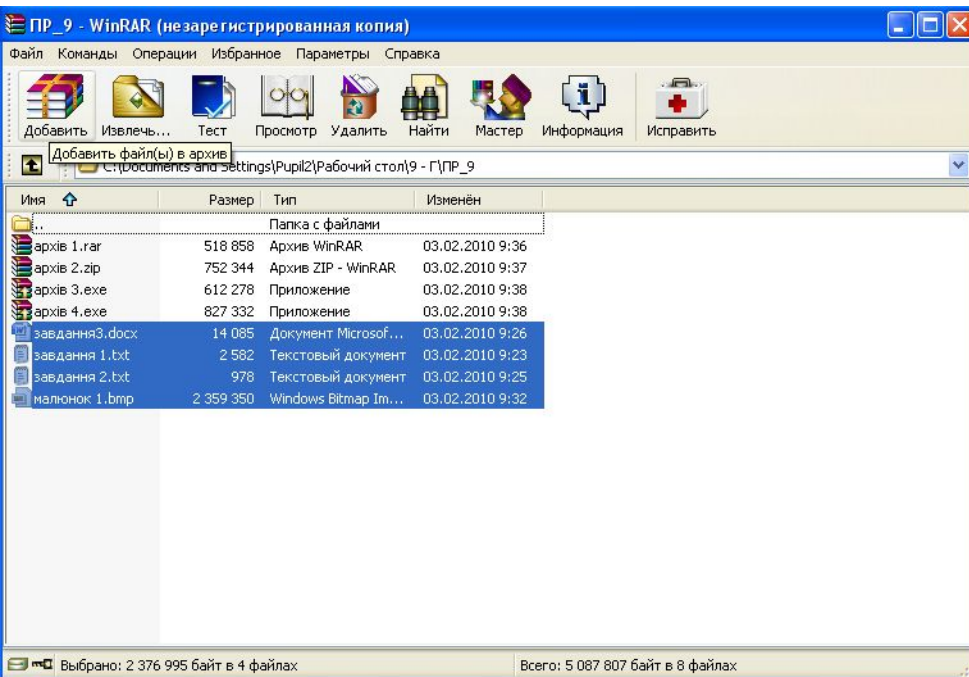 ПР_9 - WinRAR (незарегистрированная копия)
Файл Команды Операции Избранное Параметры Справка
Добавить Извлечь... Тест Просмотр Удалить Найти Мастер Информация Исправить
Добавить файл(ы) в архив
C:\Documents and Settings\Pupil2\Рабочий стол\9 - Г\ПР_9
Имя Размер Тип Изменён
.. Папка с файлами
архів 1.rar 518 858 Архив WinRAR 03.02.2010 9:36
архів 2.zip 752 344 Архив ZIP - WinRAR 03.02.2010 9:37
архів 3.exe 612 278 Приложение 03.02.2010 9:38
архів 4.exe 827 332 Приложение 03.02.2010 9:38
завдання3.docx 14 085 Документ Microsof... 03.02.2010 9:26
завдання 1.txt 2 582 Текстовый документ 03.02.2010 9:23
завдання 2.txt 978 Текстовый документ 03.02.2010 9:25
малюнок 1.bmp 2 359 350 Windows Bitmap Im... 03.02.2010 9:32
Выбрано: 2 376 995 байт в 4 файлах Всего: 5 087 807 байт в 8 файлах